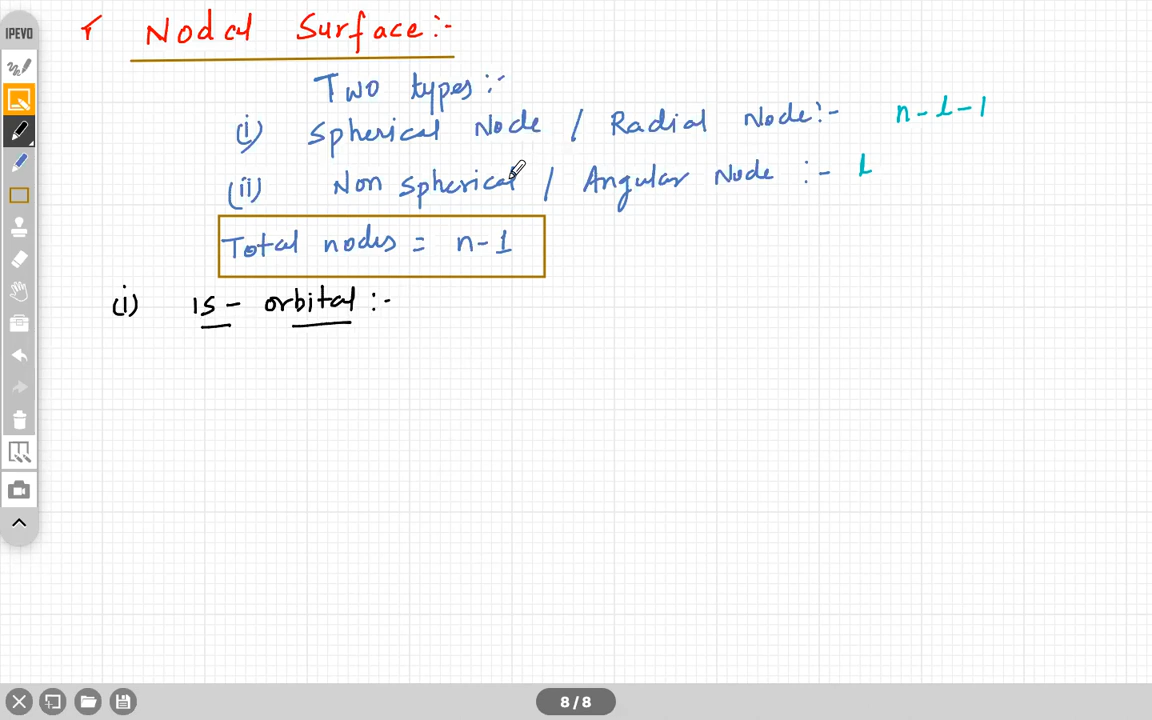 IPEVO
Nodal Surface:-
Two types:-
(i) Spherical Node / Radial Node:- n-l-1
(ii) Non Spherical / Angular Node :- l
Total nodes = n-1
(i) 1s- orbital:-
8/8